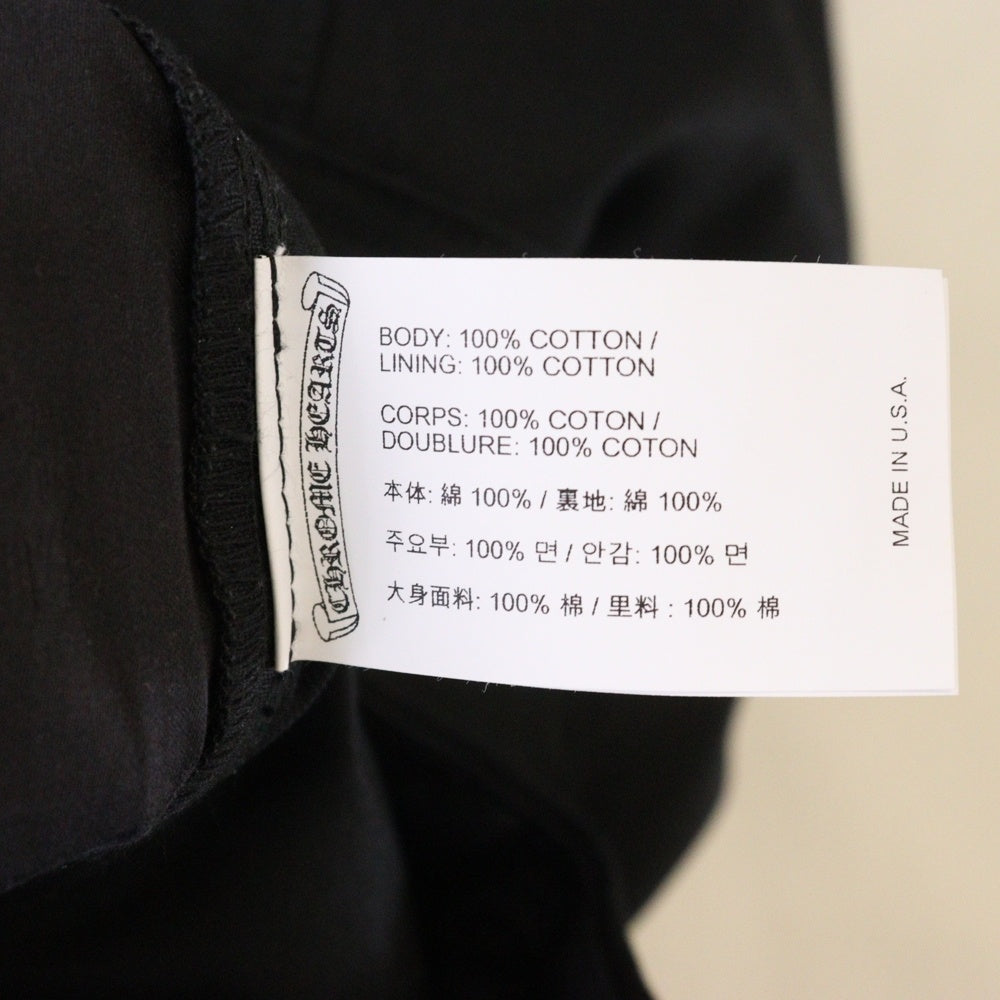 CHROME HEARTS
BODY: 100% COTTON /
LINING: 100% COTTON
CORPS: 100% COTON /
DOUBLURE: 100% COTON
本体: 綿 100% / 裏地: 綿 100%
주요부: 100% 면 / 안감: 100% 면
大身面料: 100% 棉 / 里料 : 100% 棉
MADE IN U.S.A.